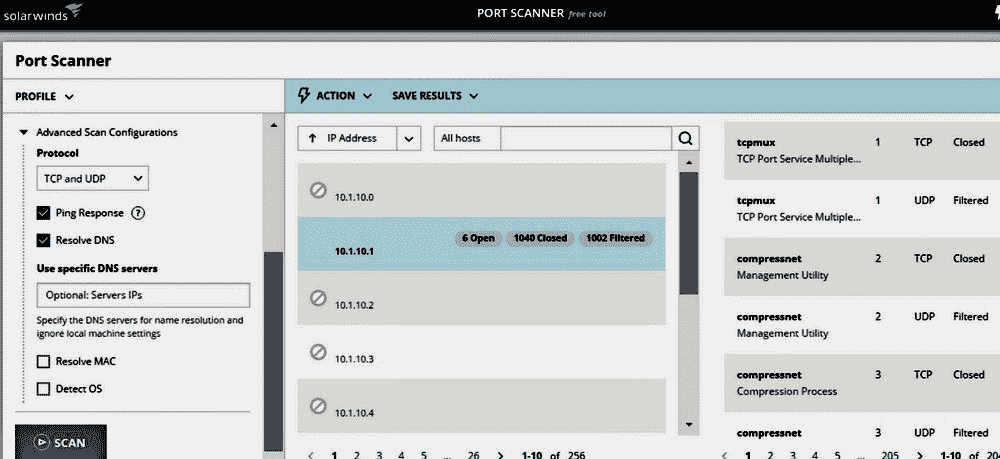 solarwinds
PORT SCANNER free tool
Port Scanner
PROFILE
ACTION
SAVE RESULTS
Advanced Scan Configurations
Protocol
TCP and UDP
Ping Response ?
Resolve DNS
Use specific DNS servers
Optional: Servers IPs
Specify the DNS servers for name resolution and
ignore local machine settings
Resolve MAC
Detect OS
SCAN
IP Address
All hosts
10.1.10.0
10.1.10.1 6 Open 1040 Closed 1002 Filtered
10.1.10.2
10.1.10.3
10.1.10.4
1 2 3 4 5 ... 26 1-10 of 256
tcpmux 1 TCP Closed
TCP Port Service Multiple...
tcpmux 1 UDP Filtered
TCP Port Service Multiple...
compressnet 2 TCP Closed
Management Utility
compressnet 2 UDP Filtered
Management Utility
compressnet 3 TCP Closed
Compression Process
compressnet 3 UDP Filtered
1 2 3 4 5 ... 205 1-10 of